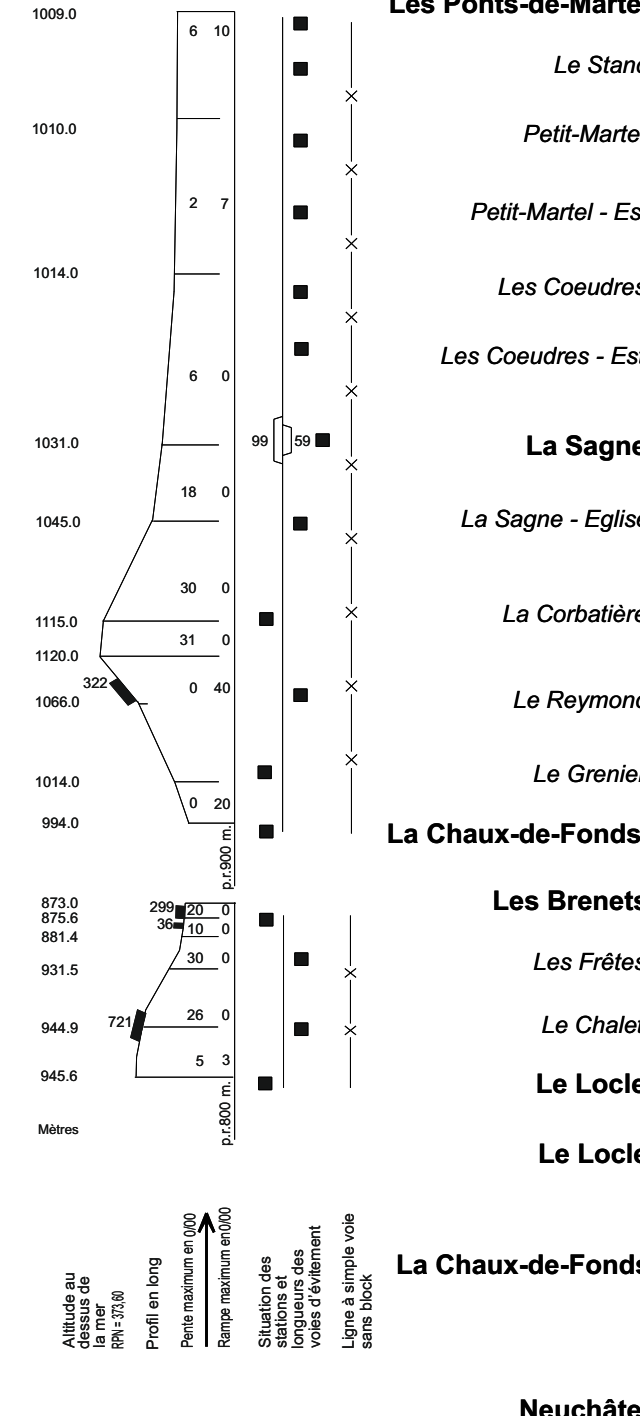 1009.0 6 10 Les Ponts-de-Marte
Le Stand
1010.0 Petit-Marte
2 7 Petit-Martel - Es
1014.0 Les Coeudres
6 0 Les Coeudres - Est
1031.0 99 59 La Sagne
18 0
1045.0 La Sagne - Eglise
30 0
1115.0 La Corbatière
31 0
1120.0
322 0 40
1066.0 Le Reymond
1014.0 Le Grenier
0 20
994.0 La Chaux-de-Fonds
p.r.900 m.
873.0 299 20 0 Les Brenets
875.6 36 10 0
881.4
30 0 Les Frêtes
931.5
721 26 0
944.9 Le Chalet
5 3
945.6 Le Locle
p.r.800 m.
Mètres
Le Locle
La Chaux-de-Fonds
Altitude au
dessus de
la mer
RPN = 373,60
Profil en long
Pente maximum en 0/00
Rampe maximum en 0/00
Situation des
stations et
longueurs des
voies d'évitement
Ligne à simple voie
sans block
Neuchâte